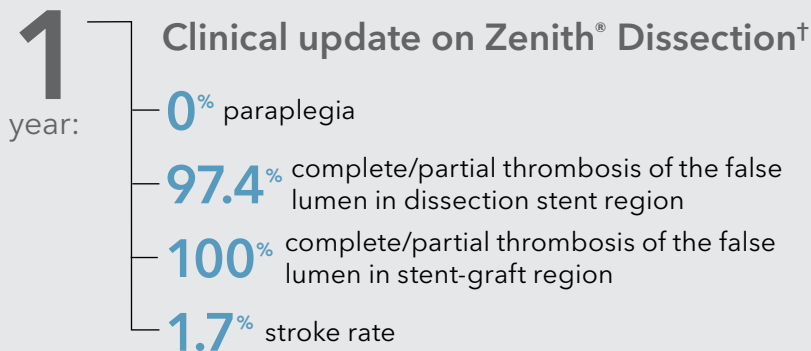 1
year:
Clinical update on Zenith® Dissection†
0% paraplegia
97.4% complete/partial thrombosis of the false
lumen in dissection stent region
100% complete/partial thrombosis of the false
lumen in stent-graft region
1.7% stroke rate